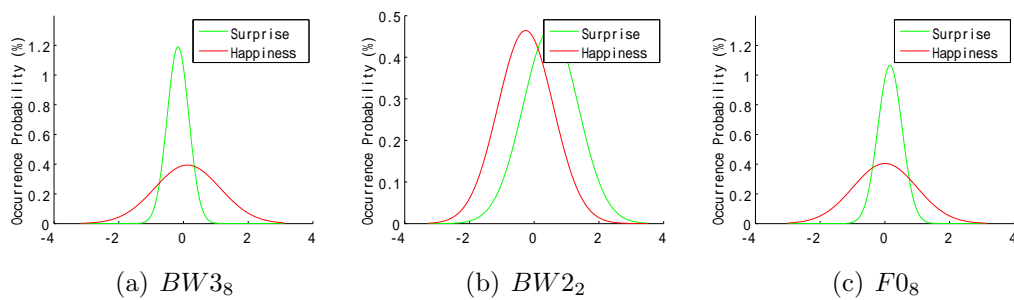 Occurrence Probability (%)
1.2
1
0.8
0.6
0.4
0.2
0
-4 -2 0 2 4
Surprise
Happiness
(a) BW3₈
Occurrence Probability (%)
0.5
0.4
0.3
0.2
0.1
0
-4 -2 0 2 4
Surprise
Happiness
(b) BW2₂
Occurrence Probability (%)
1.2
1
0.8
0.6
0.4
0.2
0
-4 -2 0 2 4
Surprise
Happiness
(c) F0₈